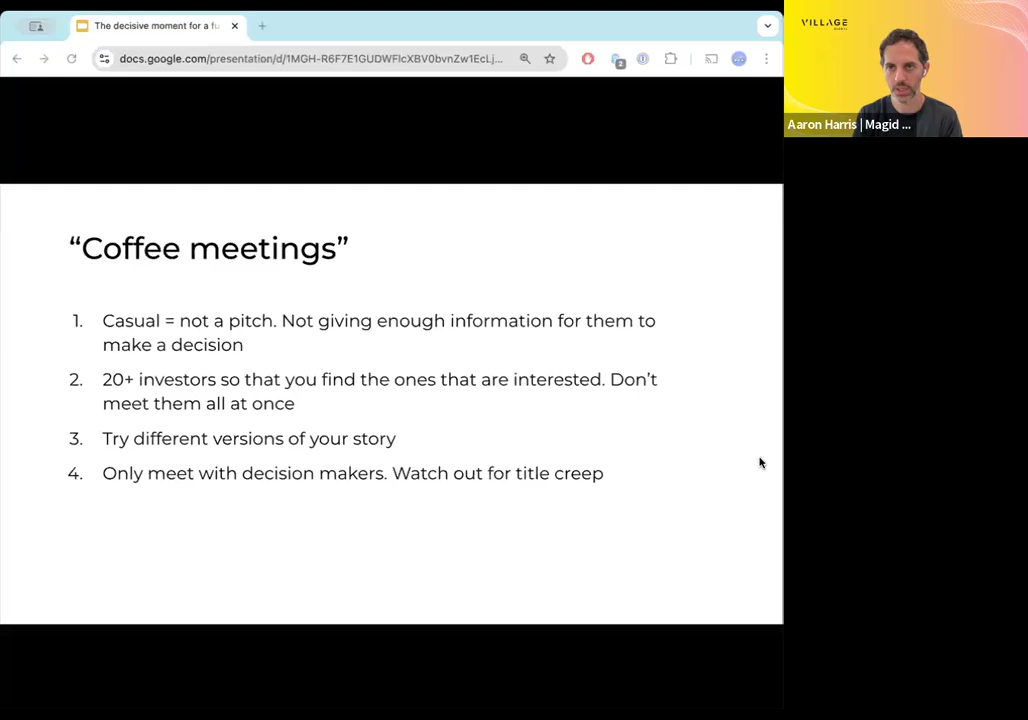 The decisive moment for a fu
docs.google.com/presentation/d/1MGH-R6F7E1GUDWFlcXBV0bvnZw1EcLj...
2
VILLAGE
Aaron Harris | Magid ...
“Coffee meetings”
1. Casual = not a pitch. Not giving enough information for them to
make a decision
2. 20+ investors so that you find the ones that are interested. Don’t
meet them all at once
3. Try different versions of your story
4. Only meet with decision makers. Watch out for title creep